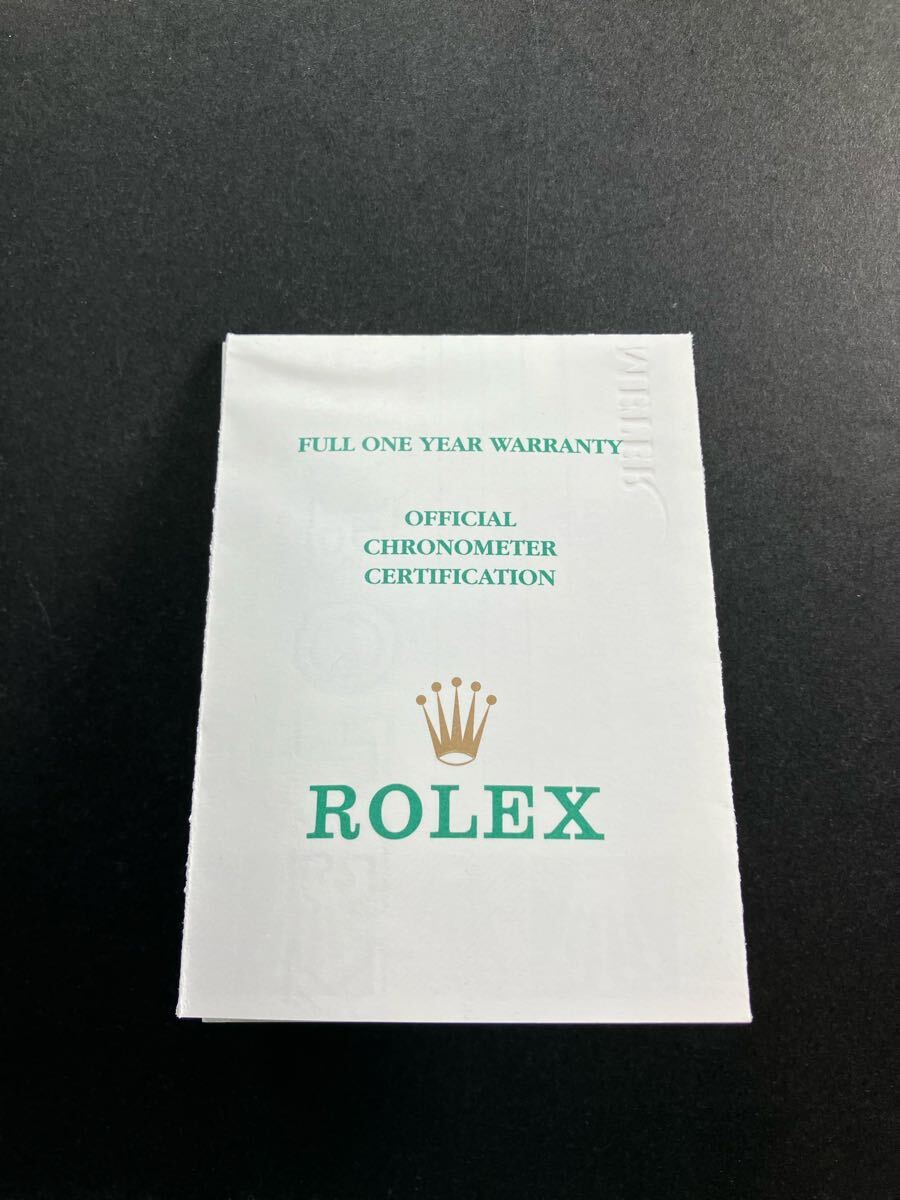 FULL ONE YEAR WARRANTY
OFFICIAL
CHRONOMETER
CERTIFICATION
ROLEX